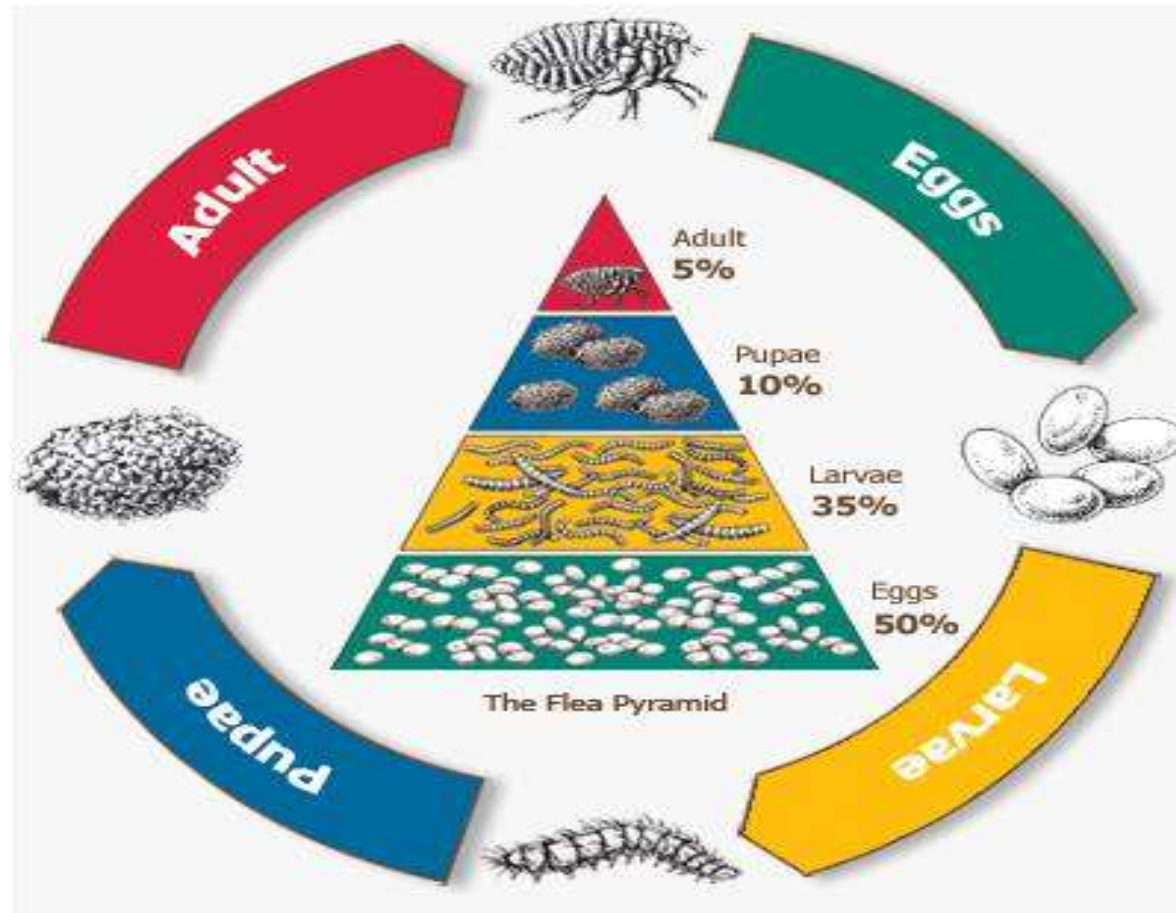 Adult
Eggs
Adult
5%
Pupae
10%
Larvae
35%
Eggs
50%
The Flea Pyramid
Larvae
Pupae